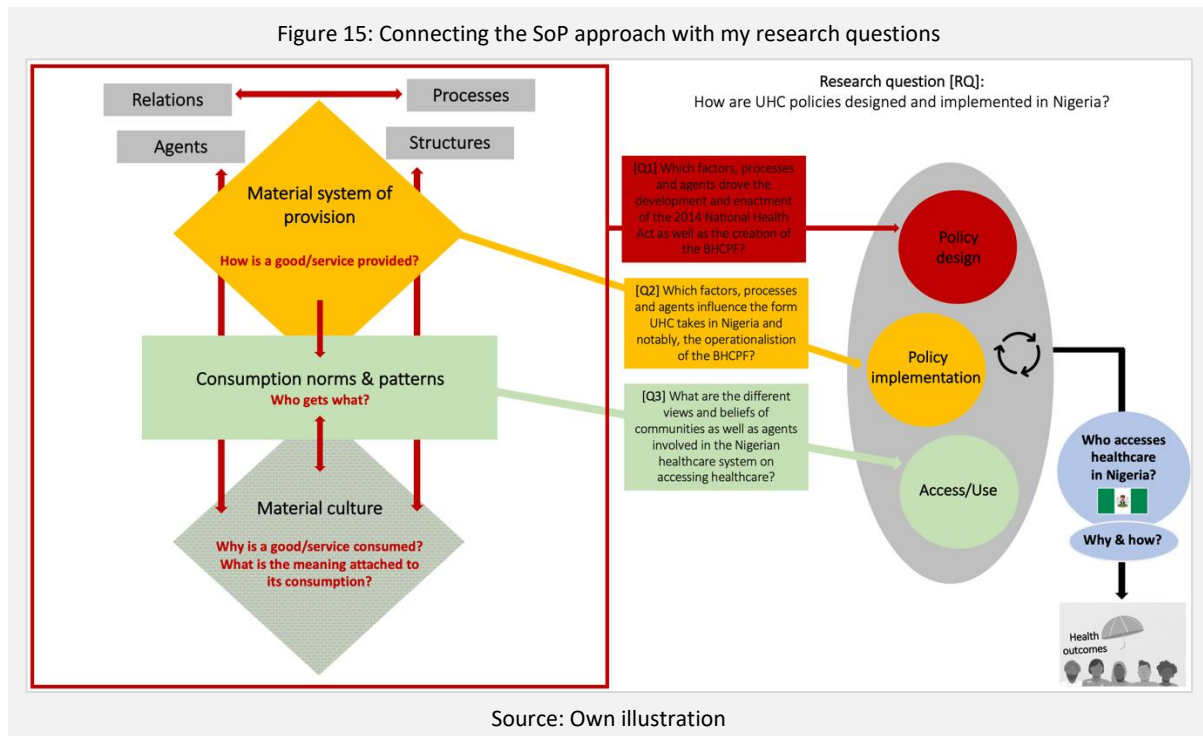 Figure 15: Connecting the SoP approach with my research questions
Relations
Processes
Agents
Structures
Material system of
provision
How is a good/service provided?
Consumption norms & patterns
Who gets what?
Material culture
Why is a good/service consumed?
What is the meaning attached to
its consumption?
Research question [RQ]:
How are UHC policies designed and implemented in Nigeria?
[Q1] Which factors, processes
and agents drove the
development and enactment
of the 2014 National Health
Act as well as the creation of
the BHCPF?
[Q2] Which factors, processes
and agents influence the form
UHC takes in Nigeria and
notably, the operationalistion
of the BHCPF?
[Q3] What are the different
views and beliefs of
communities as well as agents
involved in the Nigerian
healthcare system on
accessing healthcare?
Policy
design
Policy
implementation
Access/Use
Who accesses
healthcare
in Nigeria?
Why & how?
Health
outcomes
Source: Own illustration